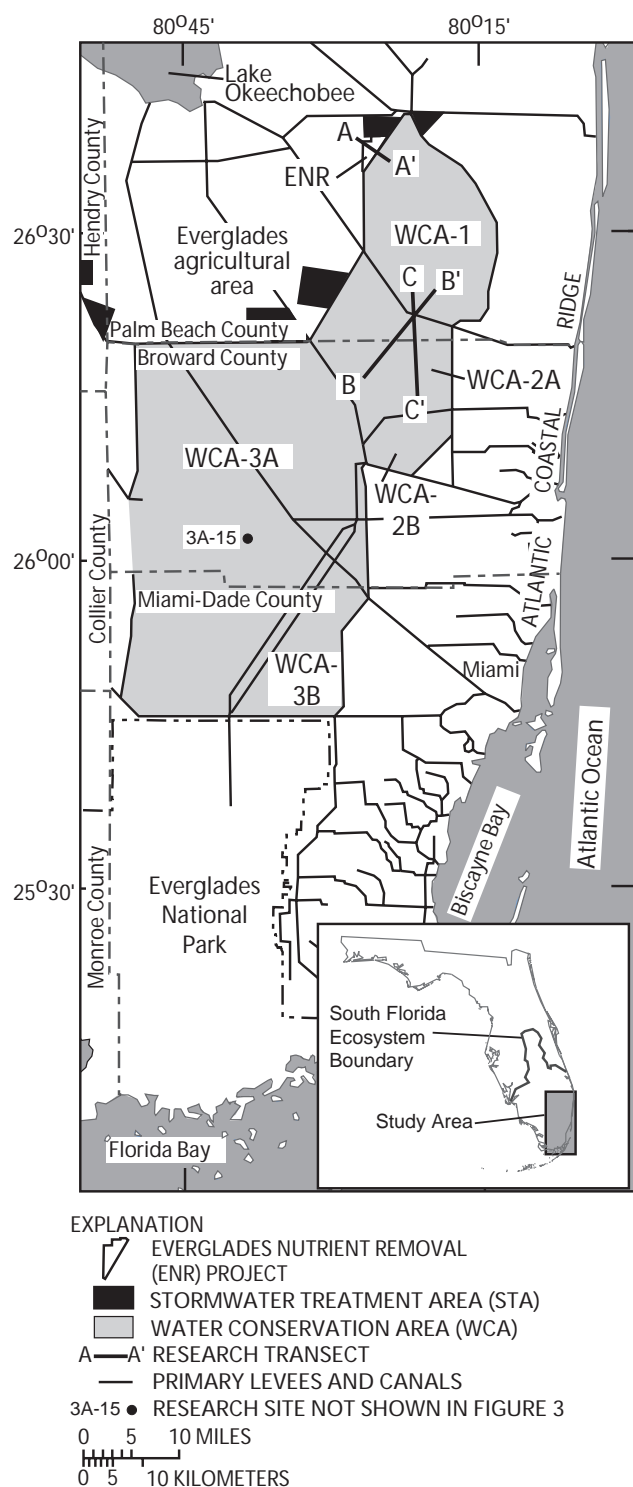 80°45'
80°15'
Lake
Okeechobee
Hendry County
A
A'
ENR
26°30'
WCA-1
Everglades
agricultural
area
C
B'
RIDGE
Palm Beach County
Broward County
B
C'
WCA-2A
COASTAL
WCA-3A
WCA-
2B
3A-15
26°00'
ATLANTIC
Collier County
Miami-Dade County
WCA-
3B
Miami
Atlantic Ocean
Biscayne Bay
25°30'
Everglades
National
Park
Monroe County
South Florida
Ecosystem
Boundary
Study Area
Florida Bay
EXPLANATION
EVERGLADES NUTRIENT REMOVAL
(ENR) PROJECT
STORMWATER TREATMENT AREA (STA)
WATER CONSERVATION AREA (WCA)
A A' RESEARCH TRANSECT
PRIMARY LEVEES AND CANALS
3A-15 RESEARCH SITE NOT SHOWN IN FIGURE 3
0 5 10 MILES
0 5 10 KILOMETERS